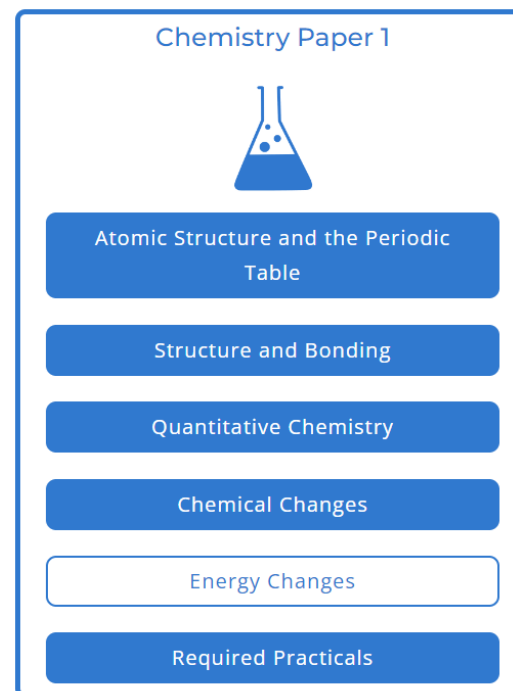 Chemistry Paper 1
Atomic Structure and the Periodic
Table
Structure and Bonding
Quantitative Chemistry
Chemical Changes
Energy Changes
Required Practicals